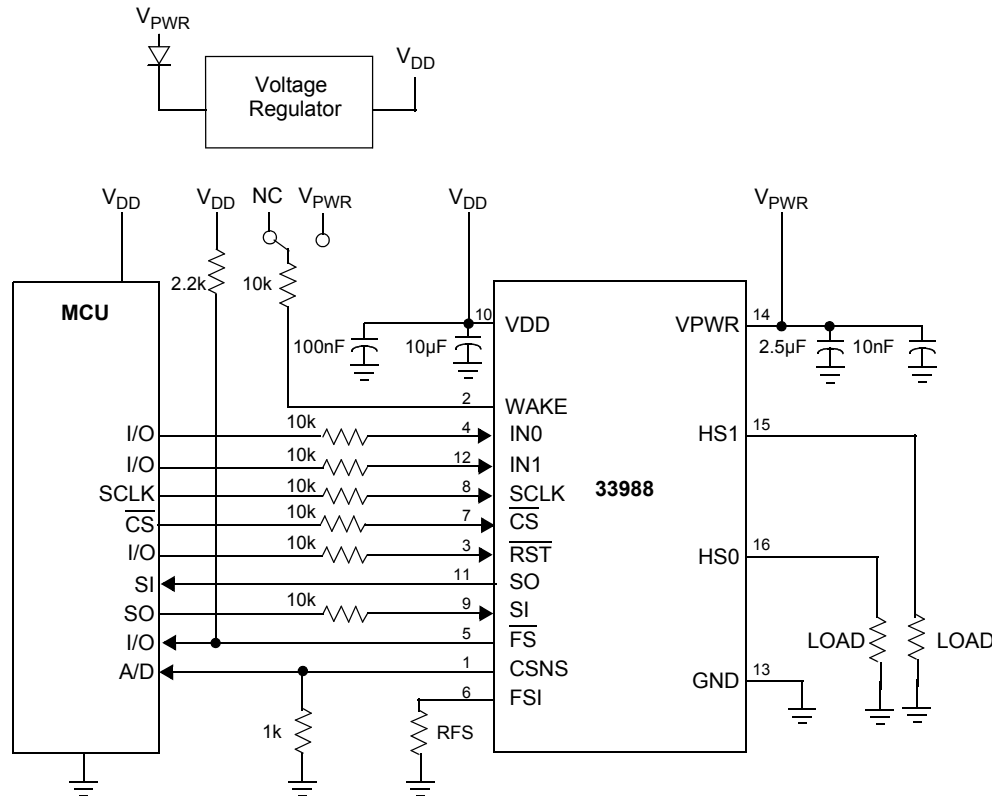 VPWR
Voltage
Regulator
VDD
VDD
VDD
NC
VPWR
VDD
VPWR
2.2k
10k
MCU
100nF
10µF
10
VDD
VPWR
14
2.5µF
10nF
2
WAKE
I/O
10k
4
IN0
HS1
15
I/O
10k
12
IN1
SCLK
10k
8
SCLK
33988
CS
10k
7
CS
I/O
10k
3
RST
HS0
16
SI
11
SO
SO
10k
9
SI
I/O
5
FS
LOAD
LOAD
A/D
1
CSNS
GND
13
6
FSI
1k
RFS